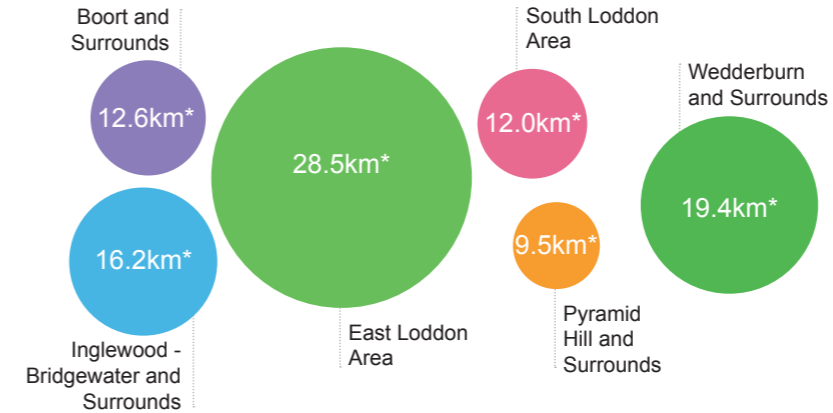 Boort and
Surrounds
12.6km*
16.2km*
Inglewood -
Bridgewater and
Surrounds
28.5km*
East Loddon
Area
South Loddon
Area
12.0km*
9.5km*
Pyramid
Hill and
Surrounds
Wedderburn
and Surrounds
19.4km*